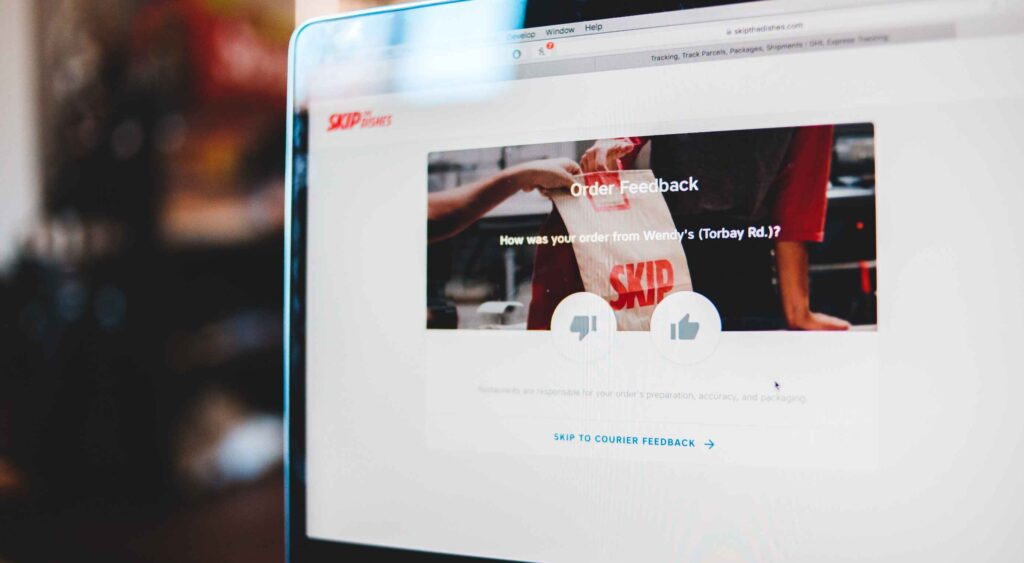 Develop Window Help
7
skipthedishes.com
Tracking, Track Parcels, Packages, Shipments | DHL Express Tracking
SKIP THE DISHES
Order Feedback
How was your order from Wendy's (Torbay Rd.)?
SKIP
Restaurants are responsible for your order's preparation, accuracy, and packaging.
SKIP TO COURIER FEEDBACK →